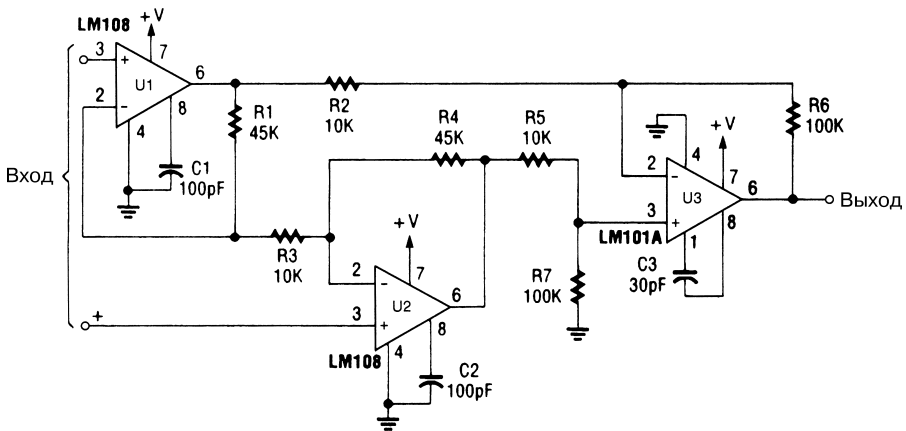 LM108
+V
3
+
7
U1
6
2
−
8
4
C1
100pF
R1
45K
R2
10K
Вход
R3
10K
R4
45K
R5
10K
+V
2
−
7
U2
6
3
+
8
4
LM108
C2
100pF
+
R7
100K
4
+V
2
−
7
U3
6
3
+
8
1
LM101A
C3
30pF
R6
100K
Выход